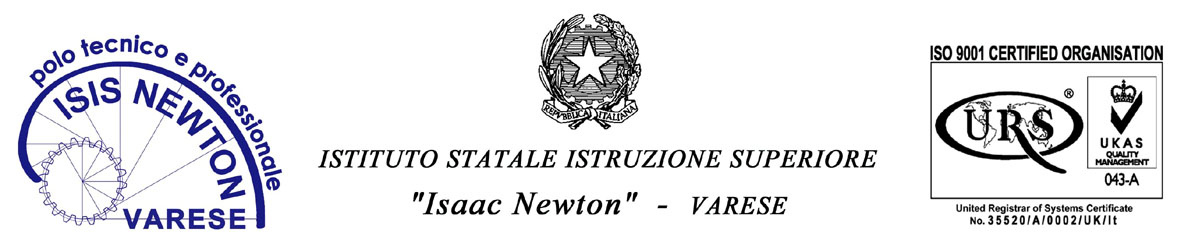 polo tecnico e professionale
ISIS NEWTON
VARESE
REPVBBLICA ITALIANA
ISTITUTO STATALE ISTRUZIONE SUPERIORE
"Isaac Newton" - VARESE
ISO 9001 CERTIFIED ORGANISATION
URS ®
UKAS
QUALITY
MANAGEMENT
043-A
United Registrar of Systems Certificate
No. 35520/A/0002/UK/It